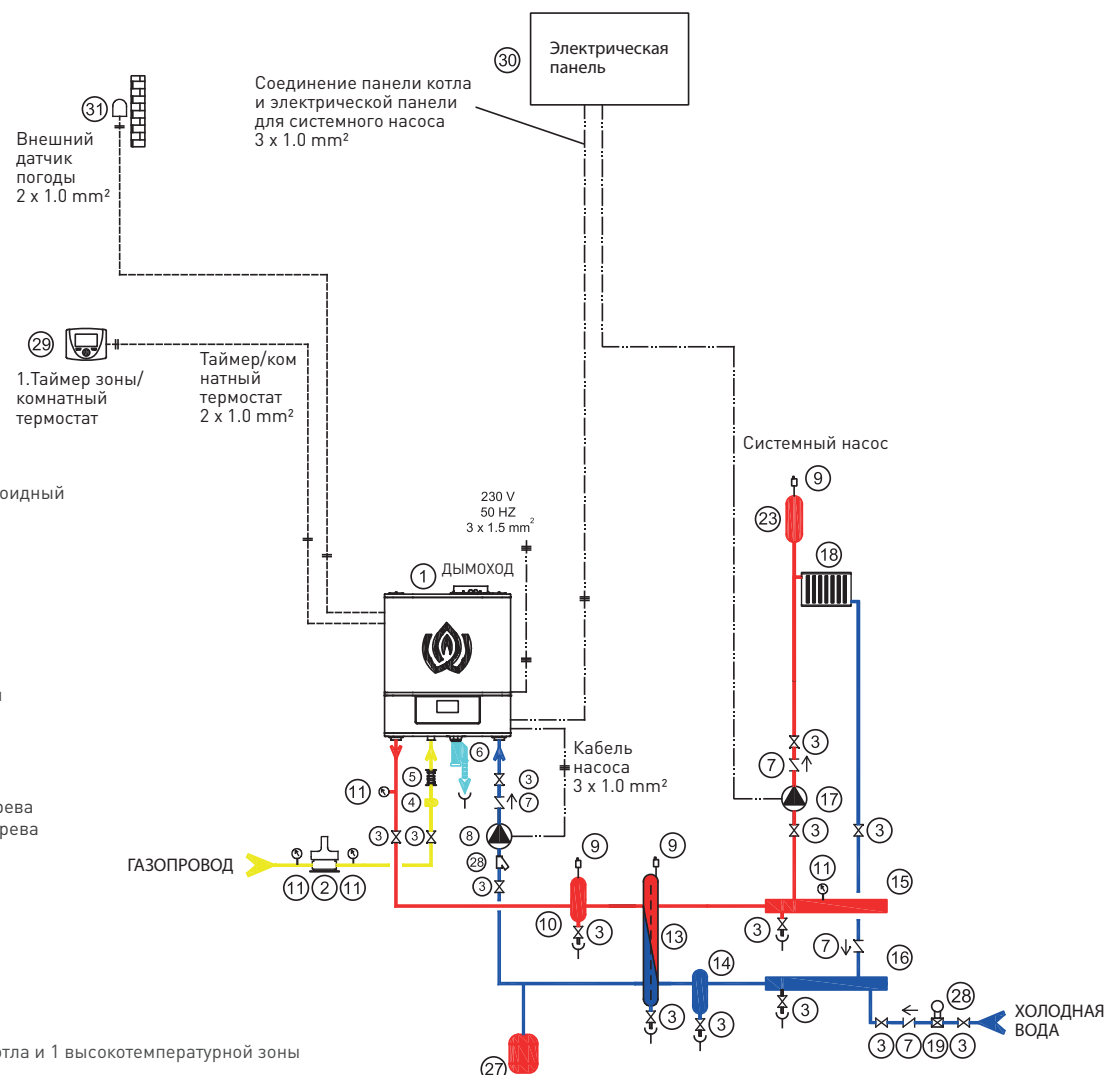 30
Электрическая
панель
Соединение панели котла
и электрической панели
для системного насоса
3 x 1.0 mm²
31
Внешний
датчик
погоды
2 x 1.0 mm²
29
1.Таймер зоны/
комнатный
термостат
Таймер/ком
натный
термостат
2 x 1.0 mm²
Системный насос
оидный
230 V
50 HZ
3 x 1.5 mm²
9
23
18
1
ДЫМОХОД
6
Кабель
насоса
3 x 1.0 mm²
3
7
5
3
7
17
11
4
рева
рева
3
3
8
3
3
ГАЗОПРОВОД
28
9
9
11
2
11
3
11
15
10
3
13
3
7
14
16
3
3
3
28
ХОЛОДНАЯ
ВОДА
3
7
19
3
27
отла и 1 высокотемпературной зоны